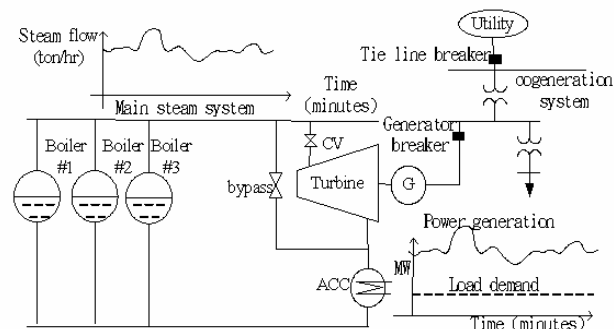 Steam flow
(ton/hr)
Time
(minutes)
Main steam system
Utility
Tie line breaker
cogeneration
system
Generator
breaker
Boiler
#1
Boiler
#2
Boiler
#3
CV
bypass
Turbine
G
ACC
Power generation
MW
Load demand
Time (minutes)